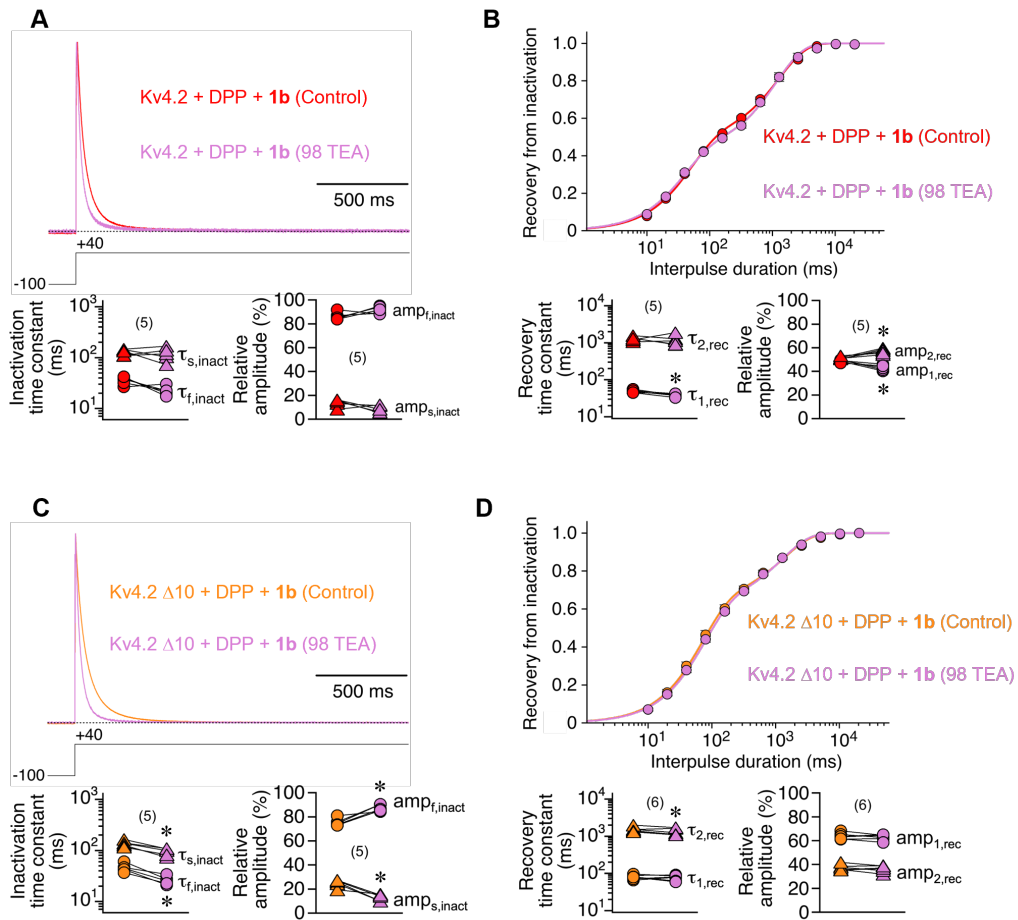 A
Kv4.2 + DPP + 1b (Control)
Kv4.2 + DPP + 1b (98 TEA)
500 ms
+40
-100
Inactivation
time constant
(ms)
10³
10²
10¹
(5)
τs,inact
τf,inact
Relative
amplitude (%)
100
80
60
40
20
0
(5)
ampf,inact
amps,inact
B
Recovery from inactivation
1.0
0.8
0.6
0.4
0.2
0
Kv4.2 + DPP + 1b (Control)
Kv4.2 + DPP + 1b (98 TEA)
10¹ 10² 10³ 10⁴
Interpulse duration (ms)
Recovery
time constant
(ms)
10⁴
10³
10²
10¹
(5)
τ2,rec
*
τ1,rec
Relative
amplitude (%)
100
80
60
40
20
0
(5)
*
amp2,rec
amp1,rec
*
C
Kv4.2 Δ10 + DPP + 1b (Control)
Kv4.2 Δ10 + DPP + 1b (98 TEA)
500 ms
+40
-100
Inactivation
time constant
(ms)
10³
10²
10¹
(5)
*
τs,inact
τf,inact
*
Relative
amplitude (%)
100
80
60
40
20
0
*
ampf,inact
(5)
*
amps,inact
D
Recovery from inactivation
1.0
0.8
0.6
0.4
0.2
0
Kv4.2 Δ10 + DPP + 1b (Control)
Kv4.2 Δ10 + DPP + 1b (98 TEA)
10¹ 10² 10³ 10⁴
Interpulse duration (ms)
Recovery
time constant
(ms)
10⁴
10³
10²
10¹
(6)
*
τ2,rec
τ1,rec
Relative
amplitude (%)
100
80
60
40
20
0
(6)
amp1,rec
amp2,rec